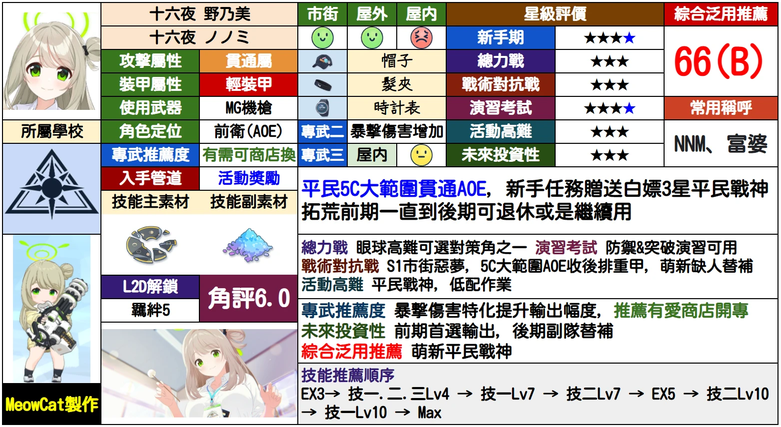 十六夜 野乃美
市街 屋外 屋内
星級評價
綜合泛用推薦
十六夜 ノノミ
新手期 ★★★★
66(B)
攻擊屬性 貫通屬
帽子
總力戰 ★★★
裝甲屬性 輕裝甲
髮夾
戰術對抗戰 ★★★
使用武器 MG機槍
時計表
演習考試 ★★★★
常用稱呼
所屬學校
角色定位 前衛(AOE)
專武二 暴擊傷害增加
活動高難 ★★★
NNM、富婆
專武推薦度 有需可商店換
專武三 屋内
未來投資性 ★★★
入手管道 活動獎勵
平民5C大範圍貫通AOE, 新手任務贈送白嫖3星平民戰神
拓荒前期一直到後期可退休或是繼續用
技能主素材 技能副素材
總力戰 眼球高難可選對策角之一 演習考試 防禦&突破演習可用
戰術對抗戰 S1市街惡夢, 5C大範圍AOE收後排重甲, 萌新缺人替補
活動高難 平民戰神, 低配作業
L2D解鎖
羈絆5
角評6.0
專武推薦度 暴擊傷害特化提升輸出幅度, 推薦有愛商店開專
未來投資性 前期首選輸出, 後期副隊替補
綜合泛用推薦 萌新平民戰神
技能推薦順序
EX3→ 技一.二.三Lv4 → 技一Lv7 → 技二Lv7 → EX5 → 技二Lv10
→ 技一Lv10 → Max
MeowCat製作